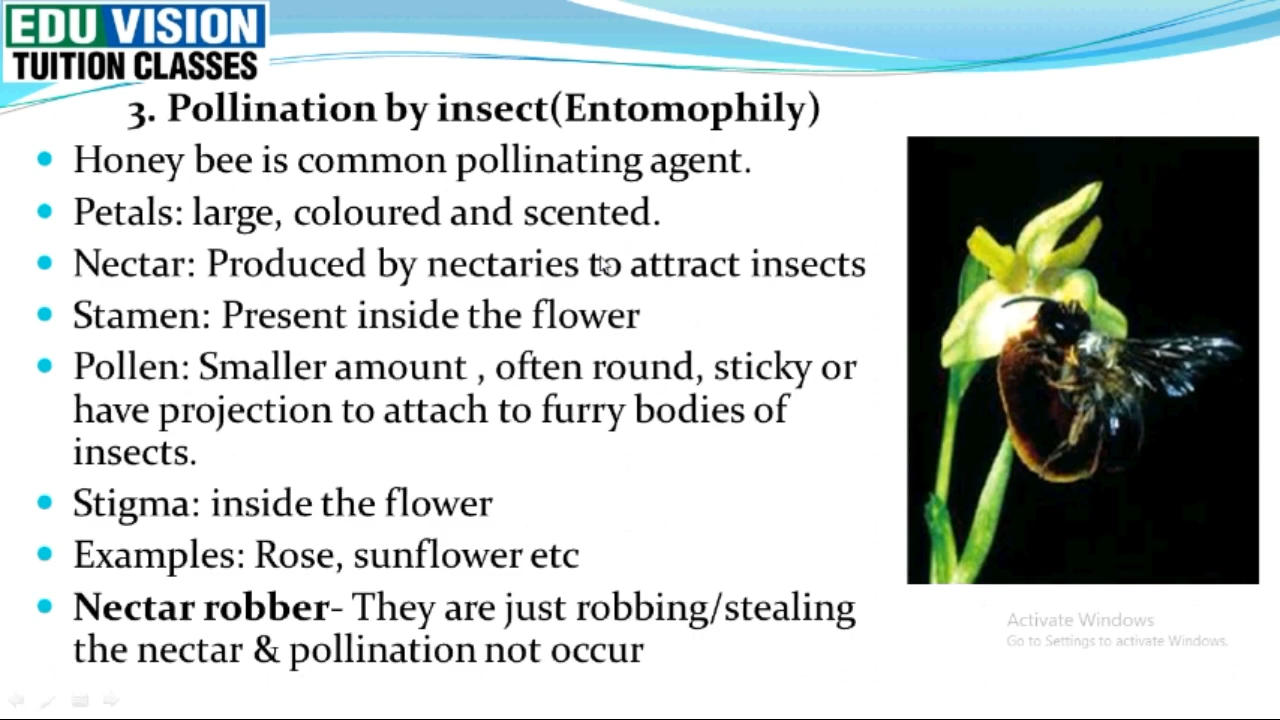 EDU VISION
TUITION CLASSES
3. Pollination by insect(Entomophily)
Honey bee is common pollinating agent.
Petals: large, coloured and scented.
Nectar: Produced by nectaries to attract insects
Stamen: Present inside the flower
Pollen: Smaller amount , often round, sticky or
have projection to attach to furry bodies of
insects.
Stigma: inside the flower
Examples: Rose, sunflower etc
Nectar robber- They are just robbing/stealing
the nectar & pollination not occur
Activate Windows
Go to Settings to activate Windows.